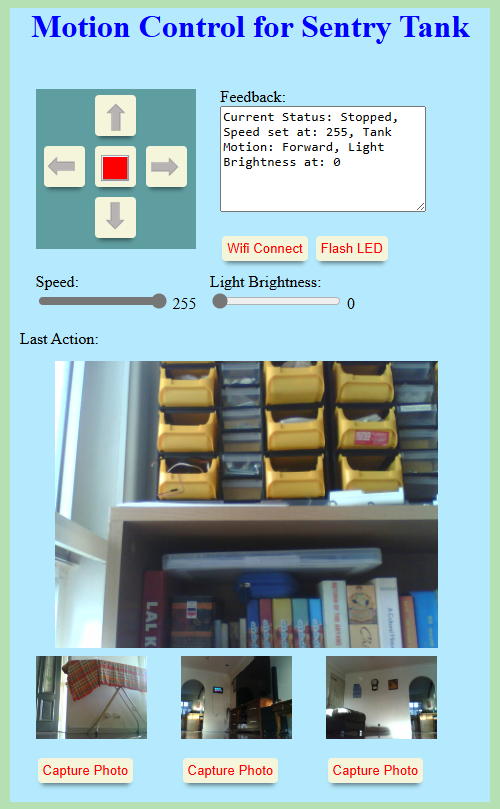 Motion Control for Sentry Tank
Feedback:
Current Status: Stopped,
Speed set at: 255, Tank
Motion: Forward, Light
Brightness at: 0
Wifi Connect
Flash LED
Speed:
255
Light Brightness:
0
Last Action:
LAL K
Capture Photo
Capture Photo
Capture Photo